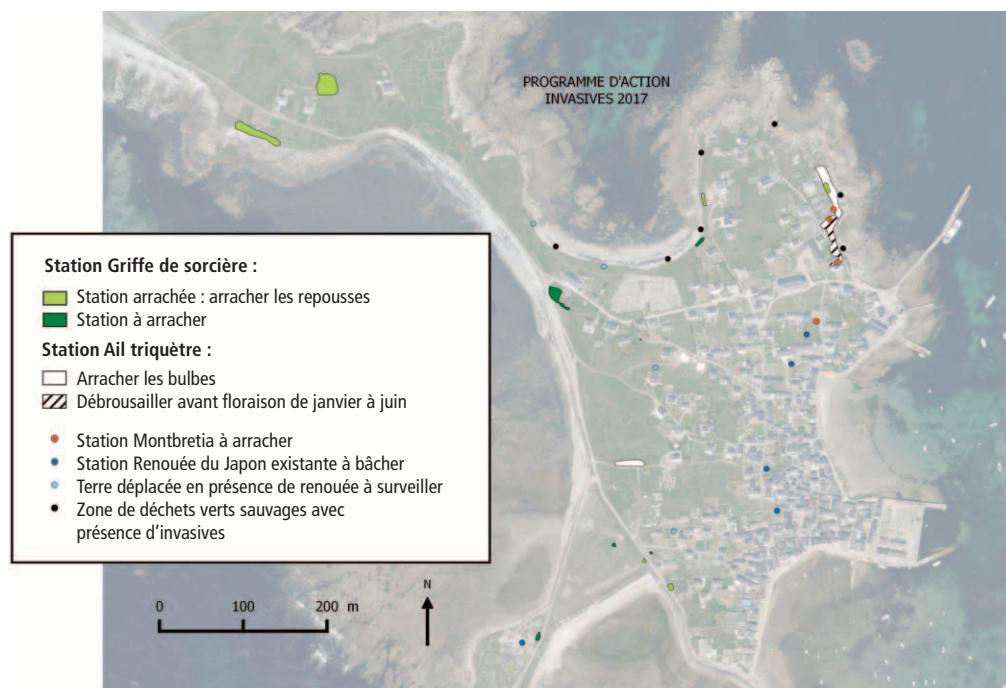 PROGRAMME D'ACTION
INVASIVES 2017
Station Griffe de sorcière :
Station arrachée : arracher les repousses
Station à arracher
Station Ail triquètre :
Arracher les bulbes
Débrousailler avant floraison de janvier à juin
Station Montbretia à arracher
Station Renouée du Japon existante à bâcher
Terre déplacée en présence de renouée à surveiller
Zone de déchets verts sauvages avec
présence d'invasives
0 100 200 m
N